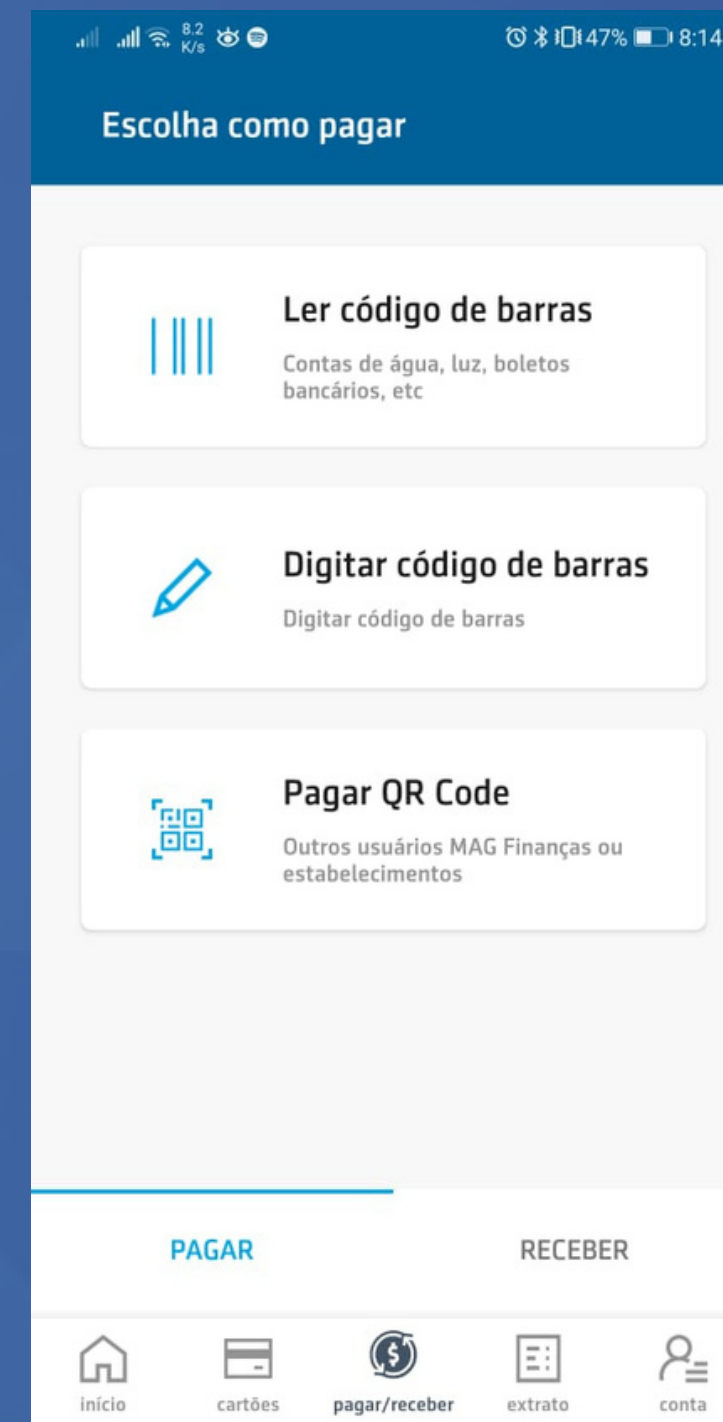 8.2
K/s
47%
8:14
Escolha como pagar
Ler código de barras
Contas de água, luz, boletos
bancários, etc
Digitar código de barras
Digitar código de barras
Pagar QR Code
Outros usuários MAG Finanças ou
estabelecimentos
PAGAR
RECEBER
início
cartões
pagar/receber
extrato
conta